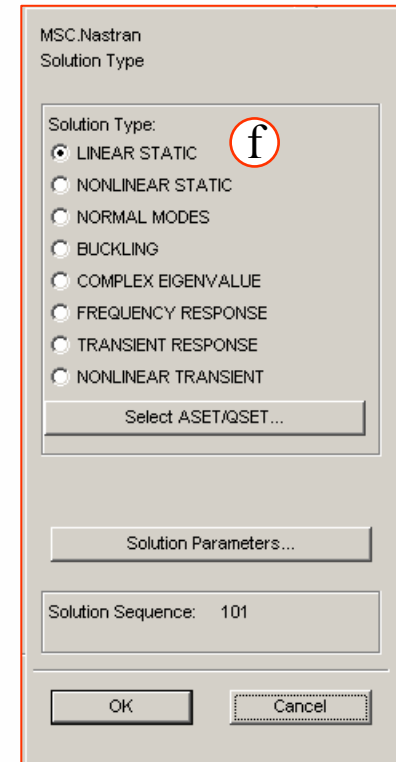 MSC.Nastran
Solution Type
Solution Type:
f
LINEAR STATIC
NONLINEAR STATIC
NORMAL MODES
BUCKLING
COMPLEX EIGENVALUE
FREQUENCY RESPONSE
TRANSIENT RESPONSE
NONLINEAR TRANSIENT
Select ASET/QSET...
Solution Parameters...
Solution Sequence: 101
OK Cancel